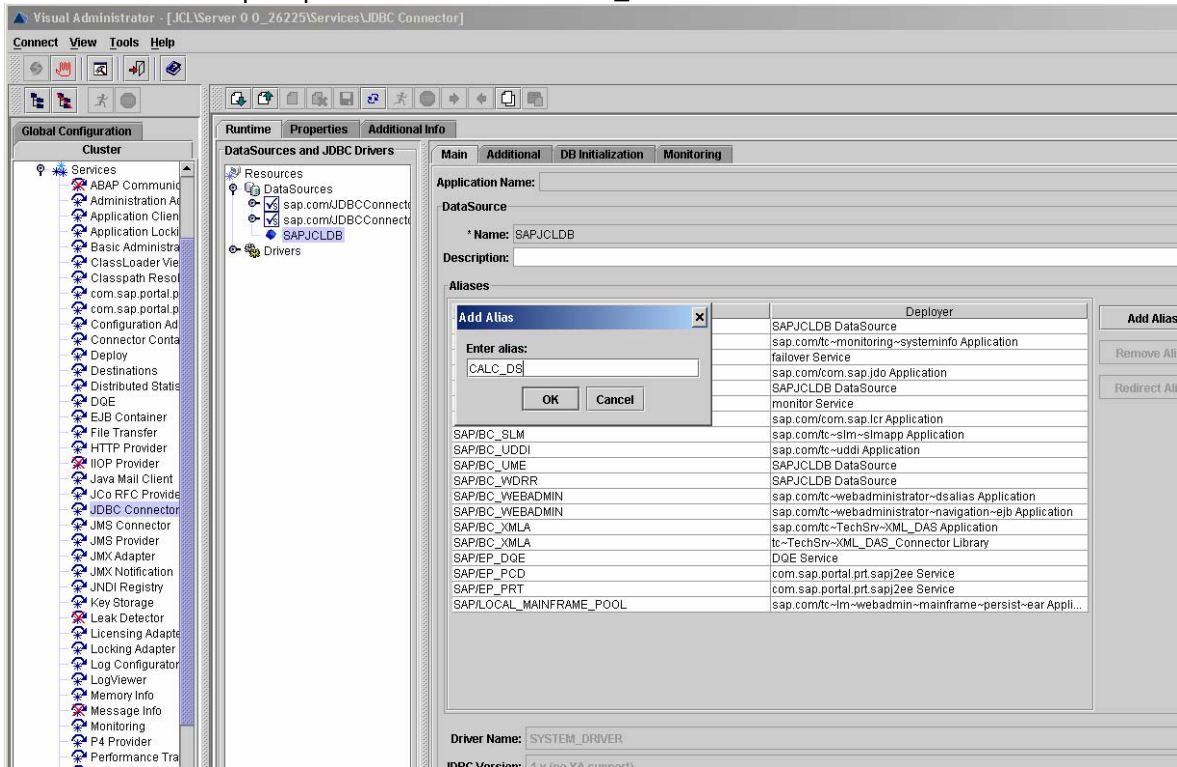 Visual Administrator - [JCL\Server 0 0_26225\Services\JDBC Connector]
Connect View Tools Help
Global Configuration
Cluster
Services
ABAP Communic
Administration Ac
Application Clien
Application Locki
Basic Administra
ClassLoader Vie
Classpath Resol
com.sap.portal.p
com.sap.portal.p
Configuration Ad
Connector Conta
Deploy
Destinations
Distributed Statis
DQE
EJB Container
File Transfer
HTTP Provider
IIOP Provider
Java Mail Client
JCo RFC Provide
JDBC Connector
JMS Connector
JMS Provider
JMX Adapter
JMX Notification
JNDI Registry
Key Storage
Leak Detector
Licensing Adapte
Locking Adapter
Log Configurator
LogViewer
Memory Info
Message Info
Monitoring
P4 Provider
Performance Tra
Runtime Properties Additional Info
DataSources and JDBC Drivers
Resources
DataSources
sap.com/JDBCConnecto
sap.com/JDBCConnecto
SAPJCLDB
Drivers
Main Additional DB Initialization Monitoring
Application Name:
DataSource
* Name: SAPJCLDB
Description:
Aliases
Deployer
SAPJCLDB DataSource
sap.com/tc~monitoring~systeminfo Application
failover Service
sap.com/com.sap.jdo Application
SAPJCLDB DataSource
monitor Service
sap.com/com.sap.lcr Application
SAP/BC_SLM sap.com/tc~slm~slmapp Application
SAP/BC_UDDI sap.com/tc~uddi Application
SAP/BC_UME SAPJCLDB DataSource
SAP/BC_WDRR SAPJCLDB DataSource
SAP/BC_WEBADMIN sap.com/tc~webadministrator~dsalias Application
SAP/BC_WEBADMIN sap.com/tc~webadministrator~navigation~ejb Application
SAP/BC_XMLA sap.com/tc~TechSrv~XML_DAS Application
SAP/BC_XMLA tc~TechSrv~XML_DAS_Connector Library
SAP/EP_DQE DQE Service
SAP/EP_PCD com.sap.portal.prt.sapj2ee Service
SAP/EP_PRT com.sap.portal.prt.sapj2ee Service
SAP/LOCAL_MAINFRAME_POOL sap.com/tc~lm~webadmin~mainframe~persist~ear Appli...
Add Alias
Remove Ali
Redirect Ali
Add Alias
Enter alias:
CALC_DS
OK Cancel
Driver Name: SYSTEM_DRIVER
JDBC Version: 1.x (no XA support)